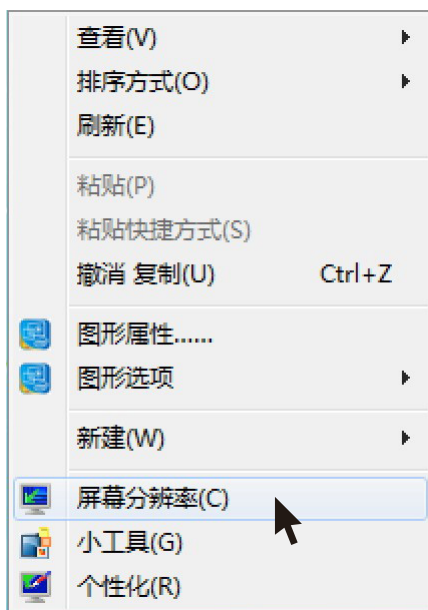 查看(V)
排序方式(O)
刷新(E)
粘贴(P)
粘贴快捷方式(S)
撤消 复制(U) Ctrl+Z
图形属性......
图形选项
新建(W)
屏幕分辨率(C)
小工具(G)
个性化(R)